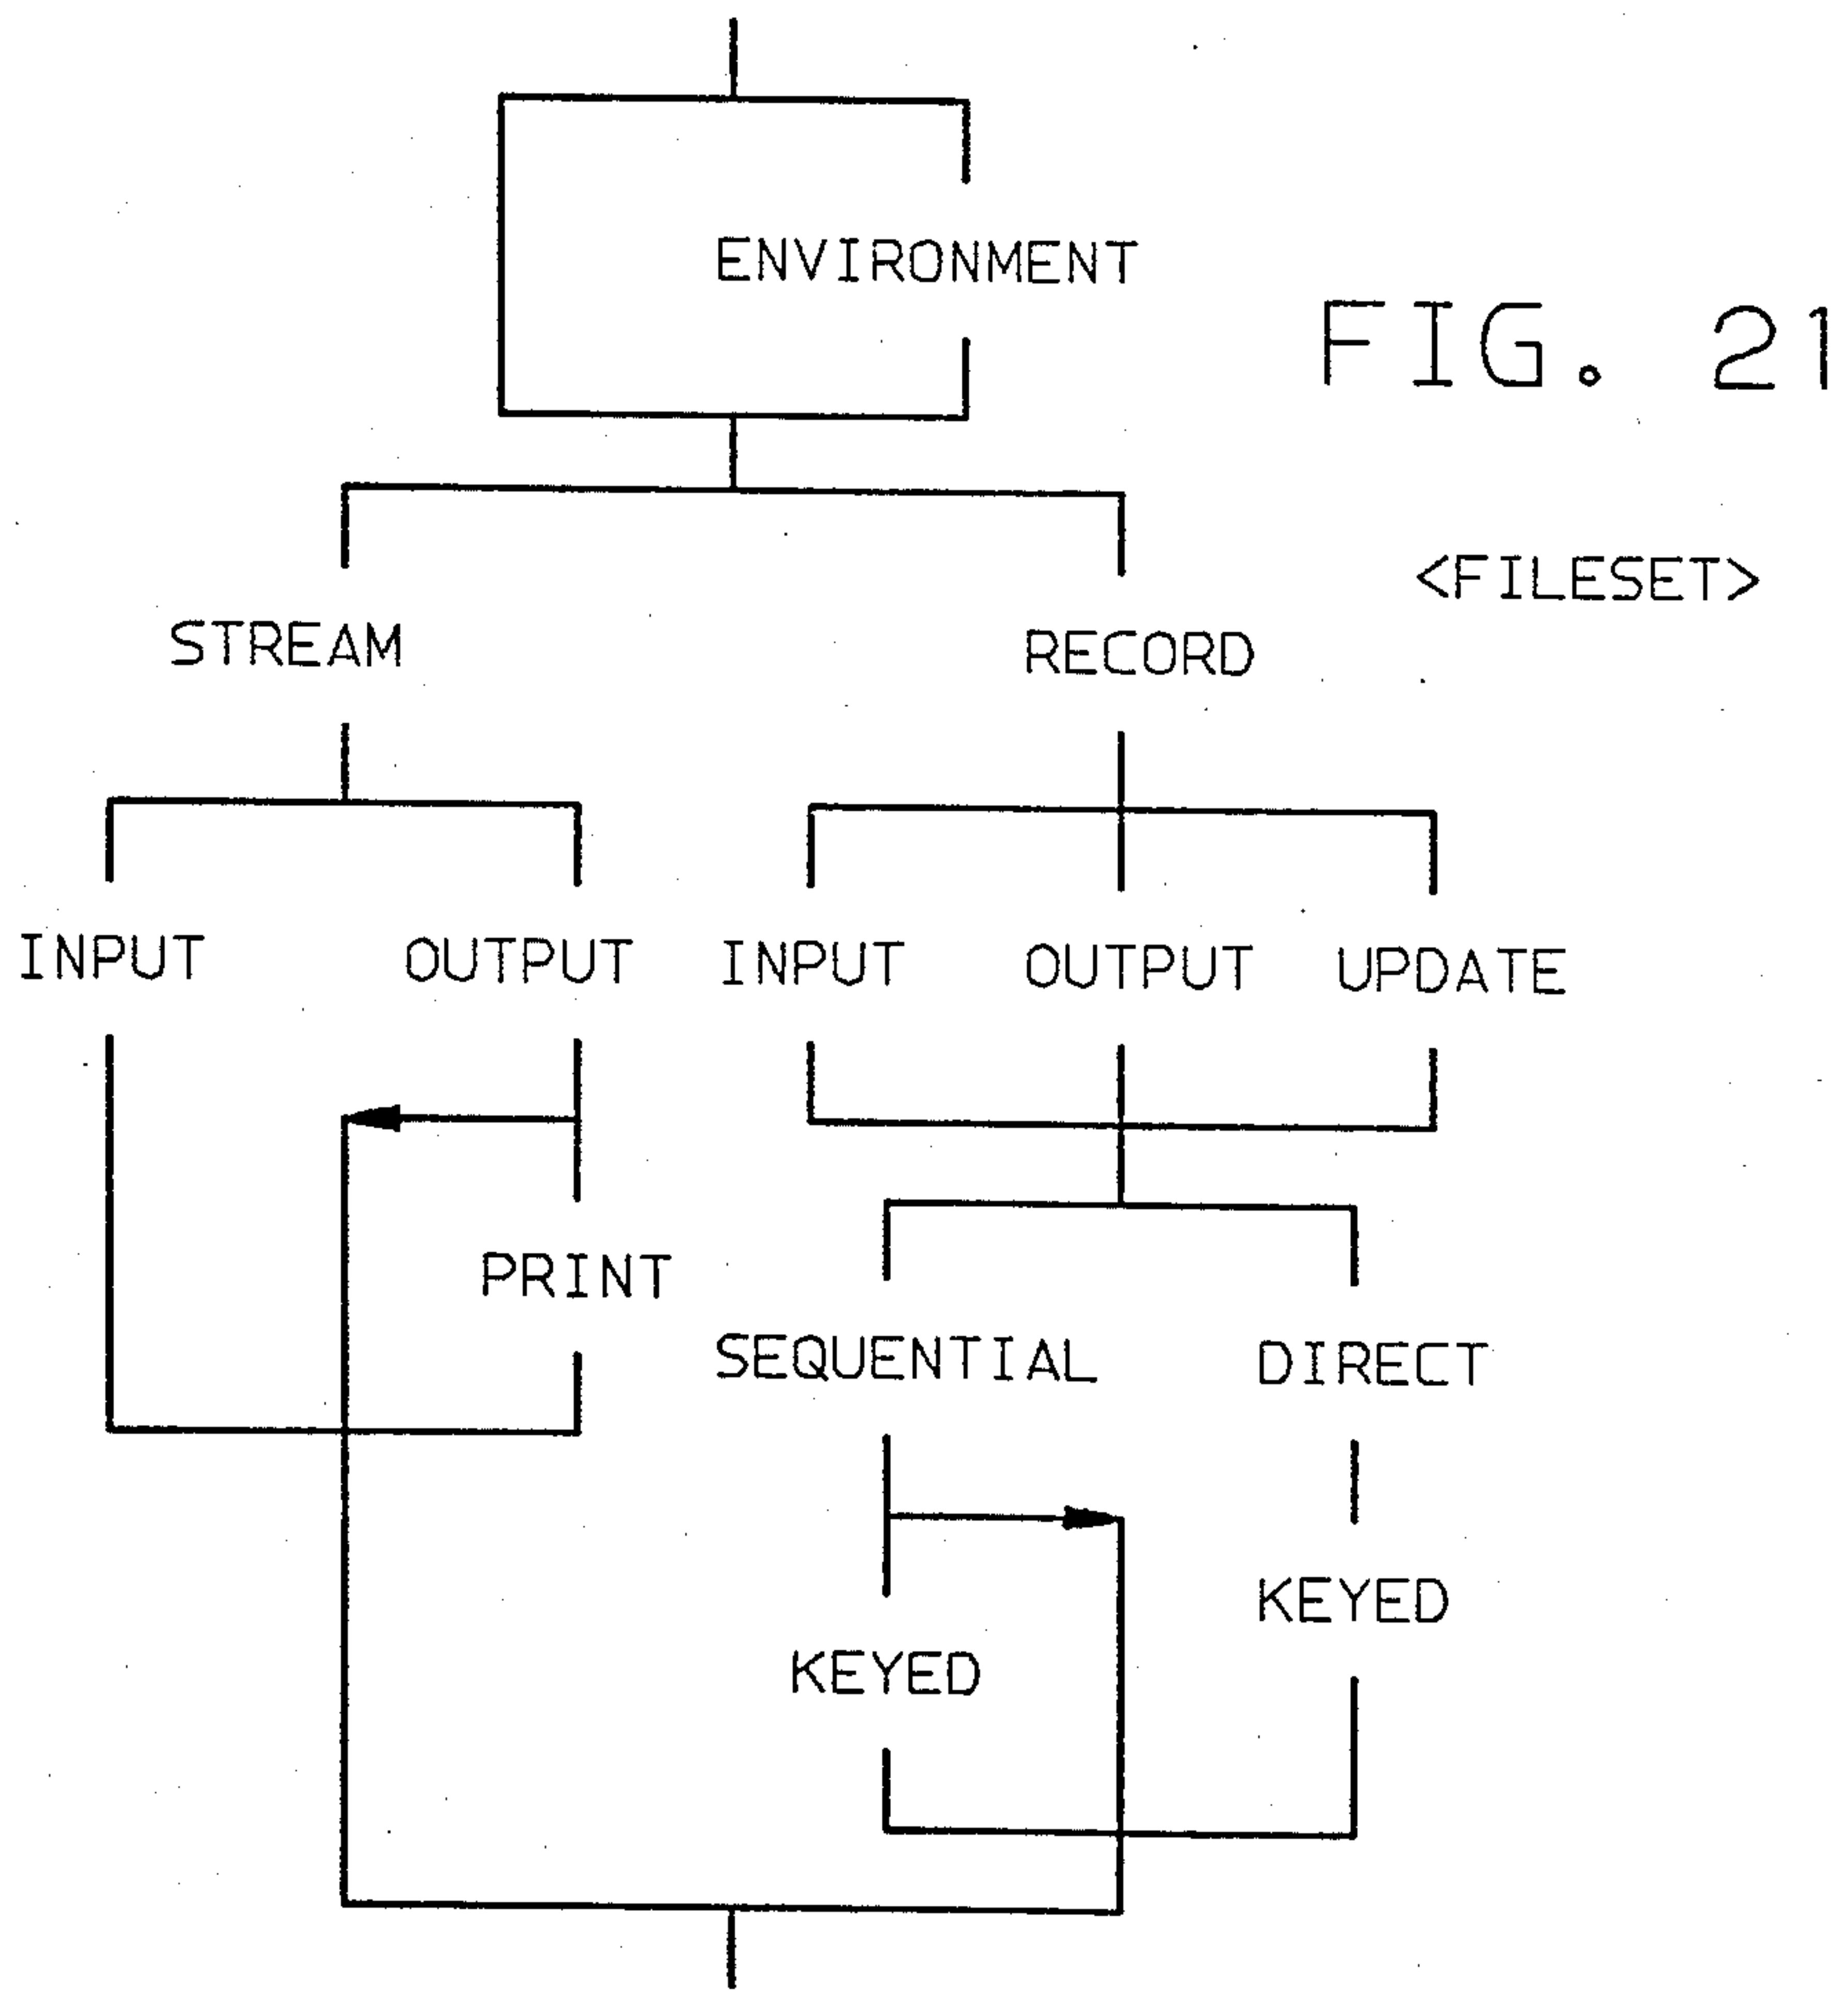 ENVIRONMENT
FIG. 21
<FILESET>
STREAM
RECORD
INPUT
OUTPUT
INPUT
OUTPUT
UPDATE
PRINT
SEQUENTIAL
DIRECT
KEYED
KEYED